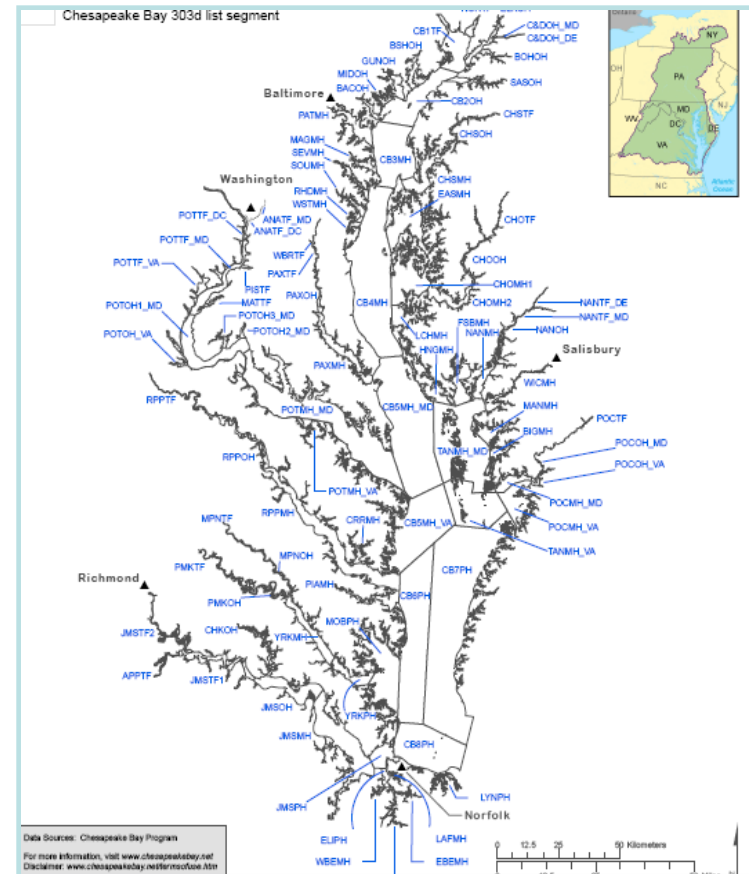 Chesapeake Bay 303d list segment
CB1TF
C&DOH_MD
C&DOH_DE
BSHOH
GUNOH
BOHOH
MIDOH
SASOH
BACOH
Baltimore
CB2OH
PATMH
CHSTF
CHSOH
MAGMH
SEVMH
CB3MH
SOUMH
CHSMH
Washington
RHDMH
EASMH
WSTMH
POTTF_DC
ANATF_MD
ANATF_DC
CHOTF
POTTF_MD
WBRTF
CHOOH
POTTF_VA
PAXTF
PISTF
CHOMH1
POTOH1_MD
MATTF
PAXOH
CB4MH
CHOMH2
NANTF_DE
POTOH3_MD
NANTF_MD
POTOH_VA
POTOH2_MD
LCHMH
FSBMH
NANOH
HNGMH
NANMH
Salisbury
PAXMH
RPPTF
WICMH
POTMH_MD
CB5MH_MD
MANMH
POCTF
BIGMH
TANMH_MD
POCOH_MD
RPPOH
POCOH_VA
POTMH_VA
POCMH_MD
RPPMH
CRRMH
CB5MH_VA
POCMH_VA
MPNTF
TANMH_VA
MPNOH
PMKTF
CB7PH
Richmond
PIAMH
CB6PH
PMKOH
MOBPH
JMSTF2
CHKOH
YRKMH
APPTF
JMSTF1
JMSOH
YRKPH
JMSMH
CB8PH
LYNPH
JMSPH
Norfolk
ELIPH
LAFMH
WBEMH
EBEMH
NY
OH
PA
NJ
MD
WV
DC
DE
VA
NC
Atlantic
Ocean
Data Sources: Chesapeake Bay Program
For more information, visit www.chesapeakebay.net
Disclaimer: www.chesapeakebay.net/termsofuse.htm
0 12.5 25 50 Kilometers